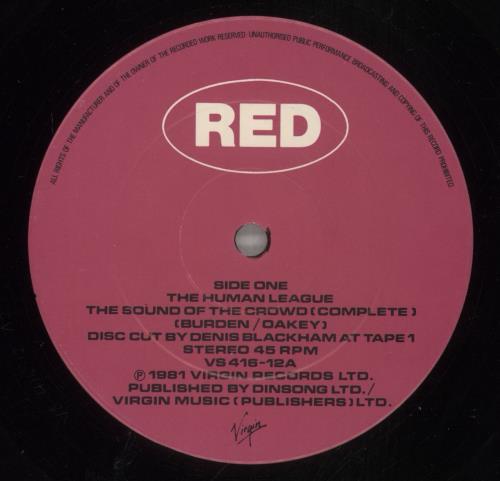 ALL RIGHTS OF THE MANUFACTURER AND OF THE OWNER OF THE RECORDED WORK RESERVED · UNAUTHORISED PUBLIC PERFORMANCE BROADCASTING AND COPYING OF THIS RECORD PROHIBITED
RED
SIDE ONE
THE HUMAN LEAGUE
THE SOUND OF THE CROWD (COMPLETE)
(BURDEN / OAKEY)
DISC CUT BY DENIS BLACKHAM AT TAPE 1
STEREO 45 RPM
VS 416-12A
℗ 1981 VIRGIN RECORDS LTD.
PUBLISHED BY DINSONG LTD./
VIRGIN MUSIC (PUBLISHERS) LTD.
Virgin